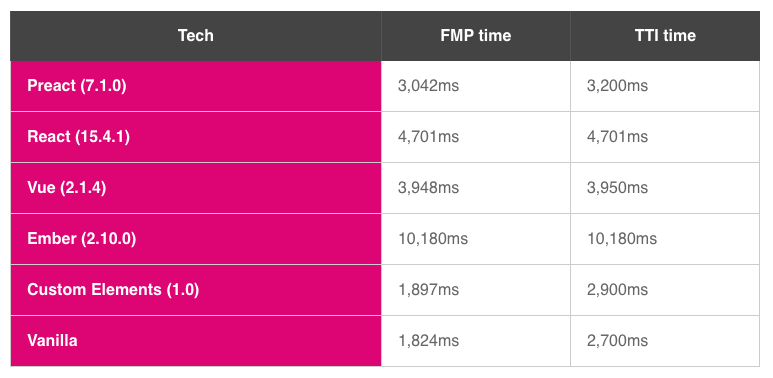 Tech FMP time TTI time
Preact (7.1.0) 3,042ms 3,200ms
React (15.4.1) 4,701ms 4,701ms
Vue (2.1.4) 3,948ms 3,950ms
Ember (2.10.0) 10,180ms 10,180ms
Custom Elements (1.0) 1,897ms 2,900ms
Vanilla 1,824ms 2,700ms